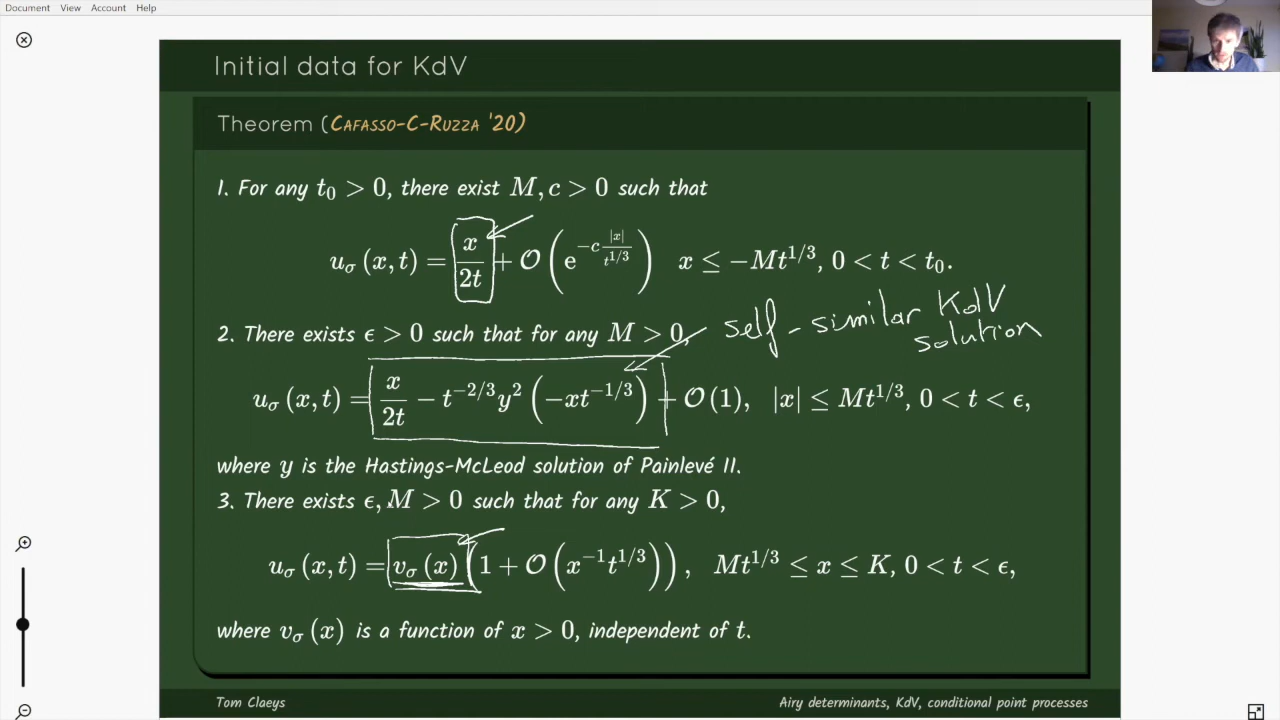 Document View Account Help
Initial data for KdV
Theorem (Cafasso-C-Ruzza '20)
1. For any t₀ > 0, there exist M, c > 0 such that
u_σ (x, t) = x/2t + O(e^{-c |x|/t^{1/3}}) x ≤ −Mt^{1/3}, 0 < t < t₀.
2. There exists ϵ > 0 such that for any M > 0,
self-similar KdV
solution
u_σ (x, t) = x/2t − t^{−2/3}y² (−xt^{−1/3}) + O(1), |x| ≤ Mt^{1/3}, 0 < t < ϵ,
where y is the Hastings-McLeod solution of Painlevé II.
3. There exists ϵ, M > 0 such that for any K > 0,
u_σ (x, t) = v_σ (x) (1 + O(x^{−1}t^{1/3})), Mt^{1/3} ≤ x ≤ K, 0 < t < ϵ,
where v_σ (x) is a function of x > 0, independent of t.
Tom Claeys Airy determinants, KdV, conditional point processes